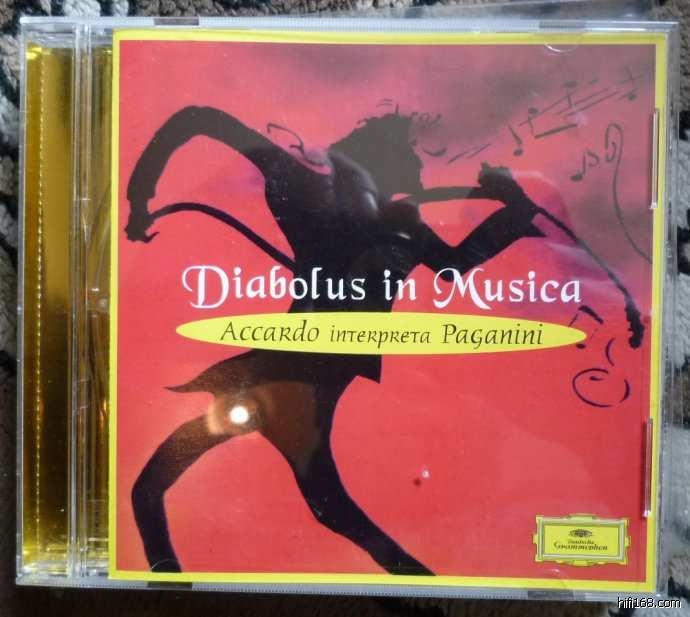 Diabolus in Musica
Accardo interpreta Paganini
Deutsche
Grammophon
hifi168.com